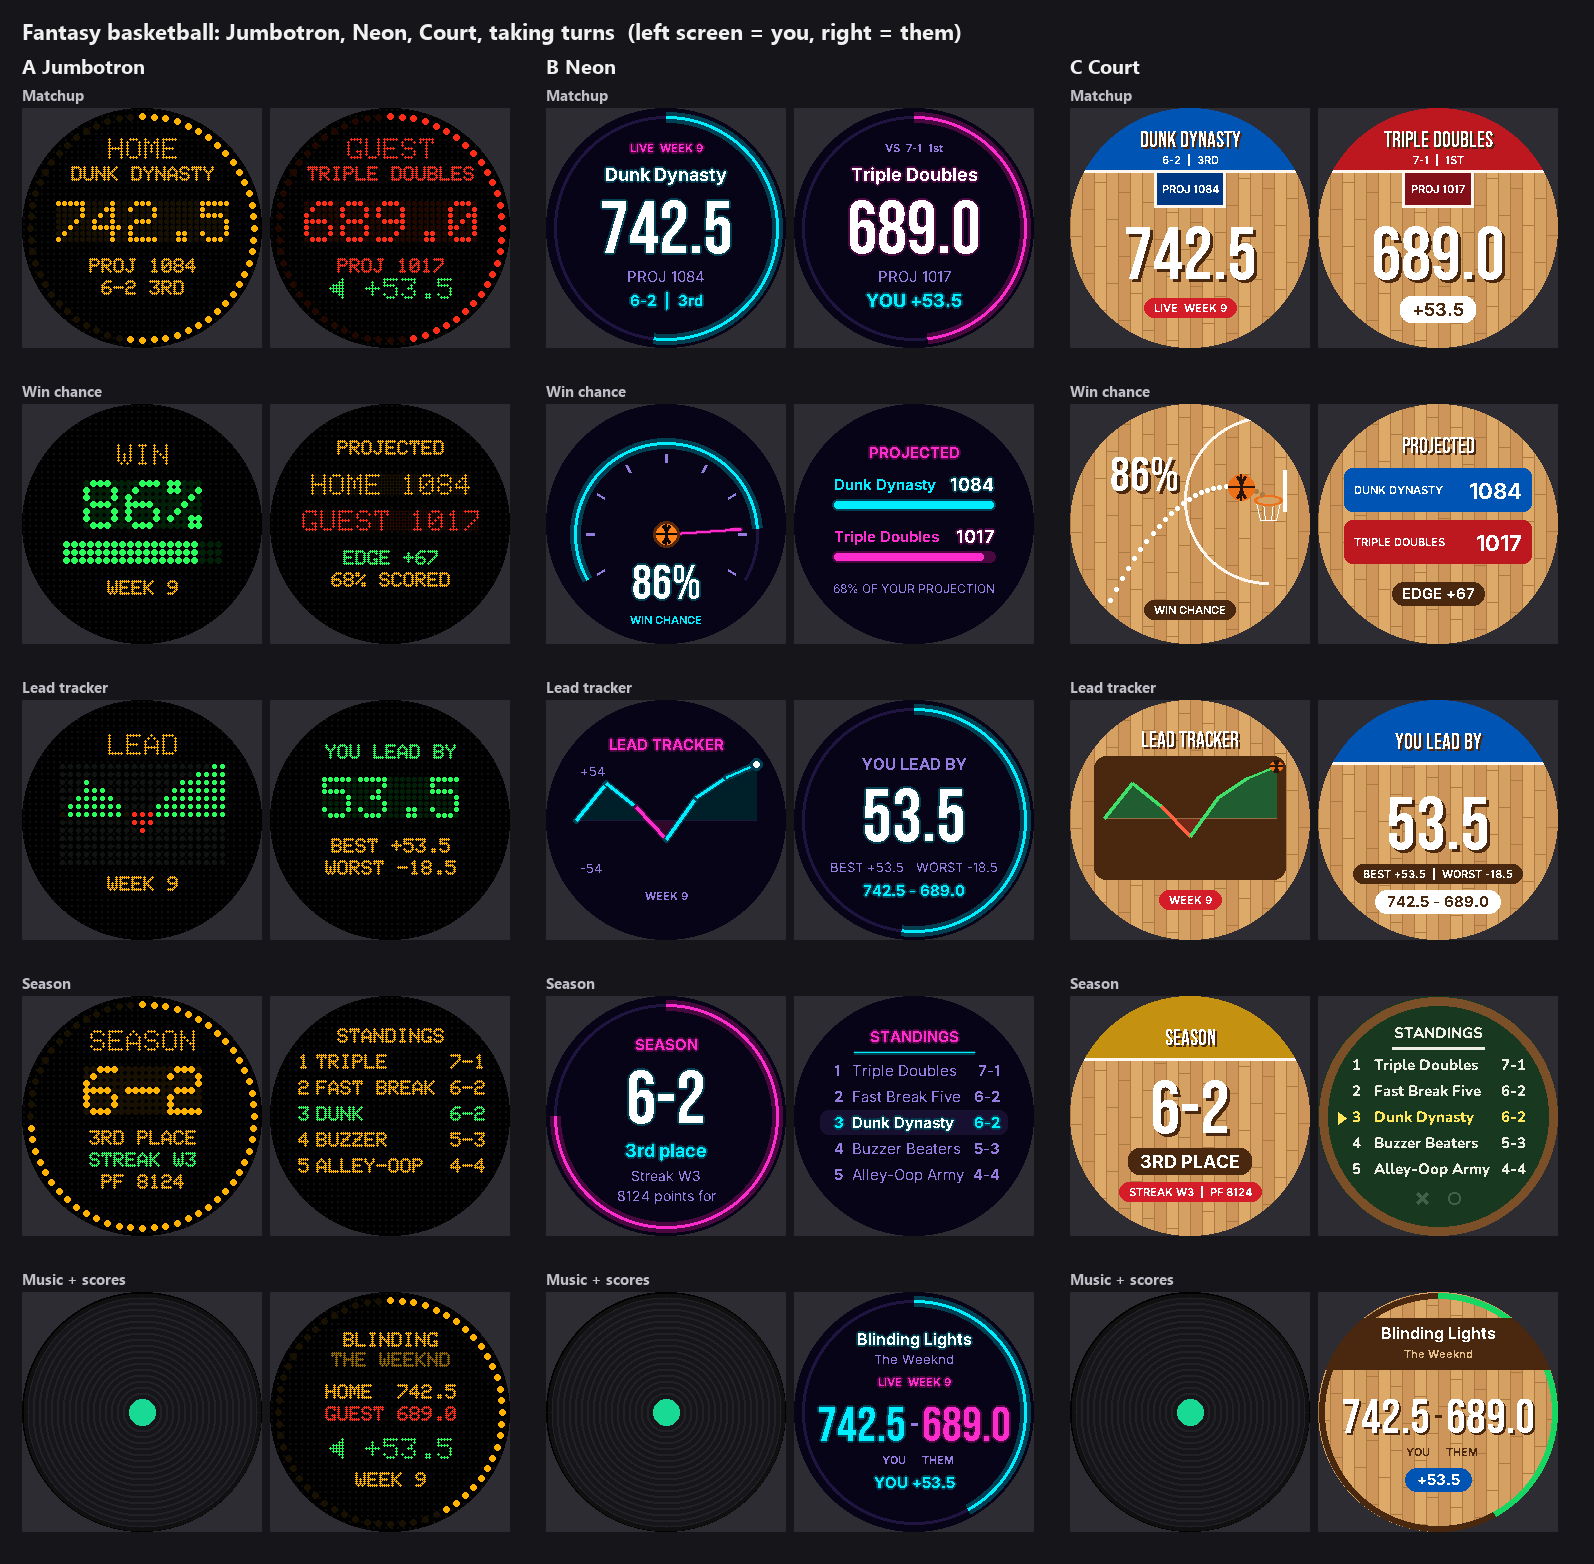 Fantasy basketball: Jumbotron, Neon, Court, taking turns  (left screen = you, right = them)
A Jumbotron
Matchup
HOME
DUNK DYNASTY
742.5
PROJ 1084
6-2 3RD
GUEST
TRIPLE DOUBLES
689.0
PROJ 1017
+53.5
B Neon
Matchup
LIVE WEEK 9
Dunk Dynasty
742.5
PROJ 1084
6-2 | 3rd
VS 7-1 1st
Triple Doubles
689.0
PROJ 1017
YOU +53.5
C Court
Matchup
DUNK DYNASTY
6-2 | 3RD
PROJ 1084
742.5
LIVE WEEK 9
TRIPLE DOUBLES
7-1 | 1ST
PROJ 1017
689.0
+53.5
Win chance
WIN
86%
WEEK 9
PROJECTED
HOME 1084
GUEST 1017
EDGE +67
68% SCORED
Win chance
86%
WIN CHANCE
PROJECTED
Dunk Dynasty 1084
Triple Doubles 1017
68% OF YOUR PROJECTION
Win chance
86%
WIN CHANCE
PROJECTED
DUNK DYNASTY 1084
TRIPLE DOUBLES 1017
EDGE +67
Lead tracker
LEAD
WEEK 9
YOU LEAD BY
53.5
BEST +53.5
WORST -18.5
Lead tracker
LEAD TRACKER
+54
-54
WEEK 9
YOU LEAD BY
53.5
BEST +53.5 WORST -18.5
742.5 - 689.0
Lead tracker
LEAD TRACKER
WEEK 9
YOU LEAD BY
53.5
BEST +53.5 | WORST -18.5
742.5 - 689.0
Season
SEASON
6-2
3RD PLACE
STREAK W3
PF 8124
STANDINGS
1 TRIPLE 7-1
2 FAST BREAK 6-2
3 DUNK 6-2
4 BUZZER 5-3
5 ALLEY-OOP 4-4
Season
SEASON
6-2
3rd place
Streak W3
8124 points for
STANDINGS
1 Triple Doubles 7-1
2 Fast Break Five 6-2
3 Dunk Dynasty 6-2
4 Buzzer Beaters 5-3
5 Alley-Oop Army 4-4
Season
SEASON
6-2
3RD PLACE
STREAK W3 | PF 8124
STANDINGS
1 Triple Doubles 7-1
2 Fast Break Five 6-2
3 Dunk Dynasty 6-2
4 Buzzer Beaters 5-3
5 Alley-Oop Army 4-4
Music + scores
BLINDING
THE WEEKND
HOME 742.5
GUEST 689.0
+53.5
WEEK 9
Music + scores
Blinding Lights
The Weeknd
LIVE WEEK 9
742.5-689.0
YOU THEM
YOU +53.5
Music + scores
Blinding Lights
The Weeknd
742.5-689.0
YOU THEM
+53.5